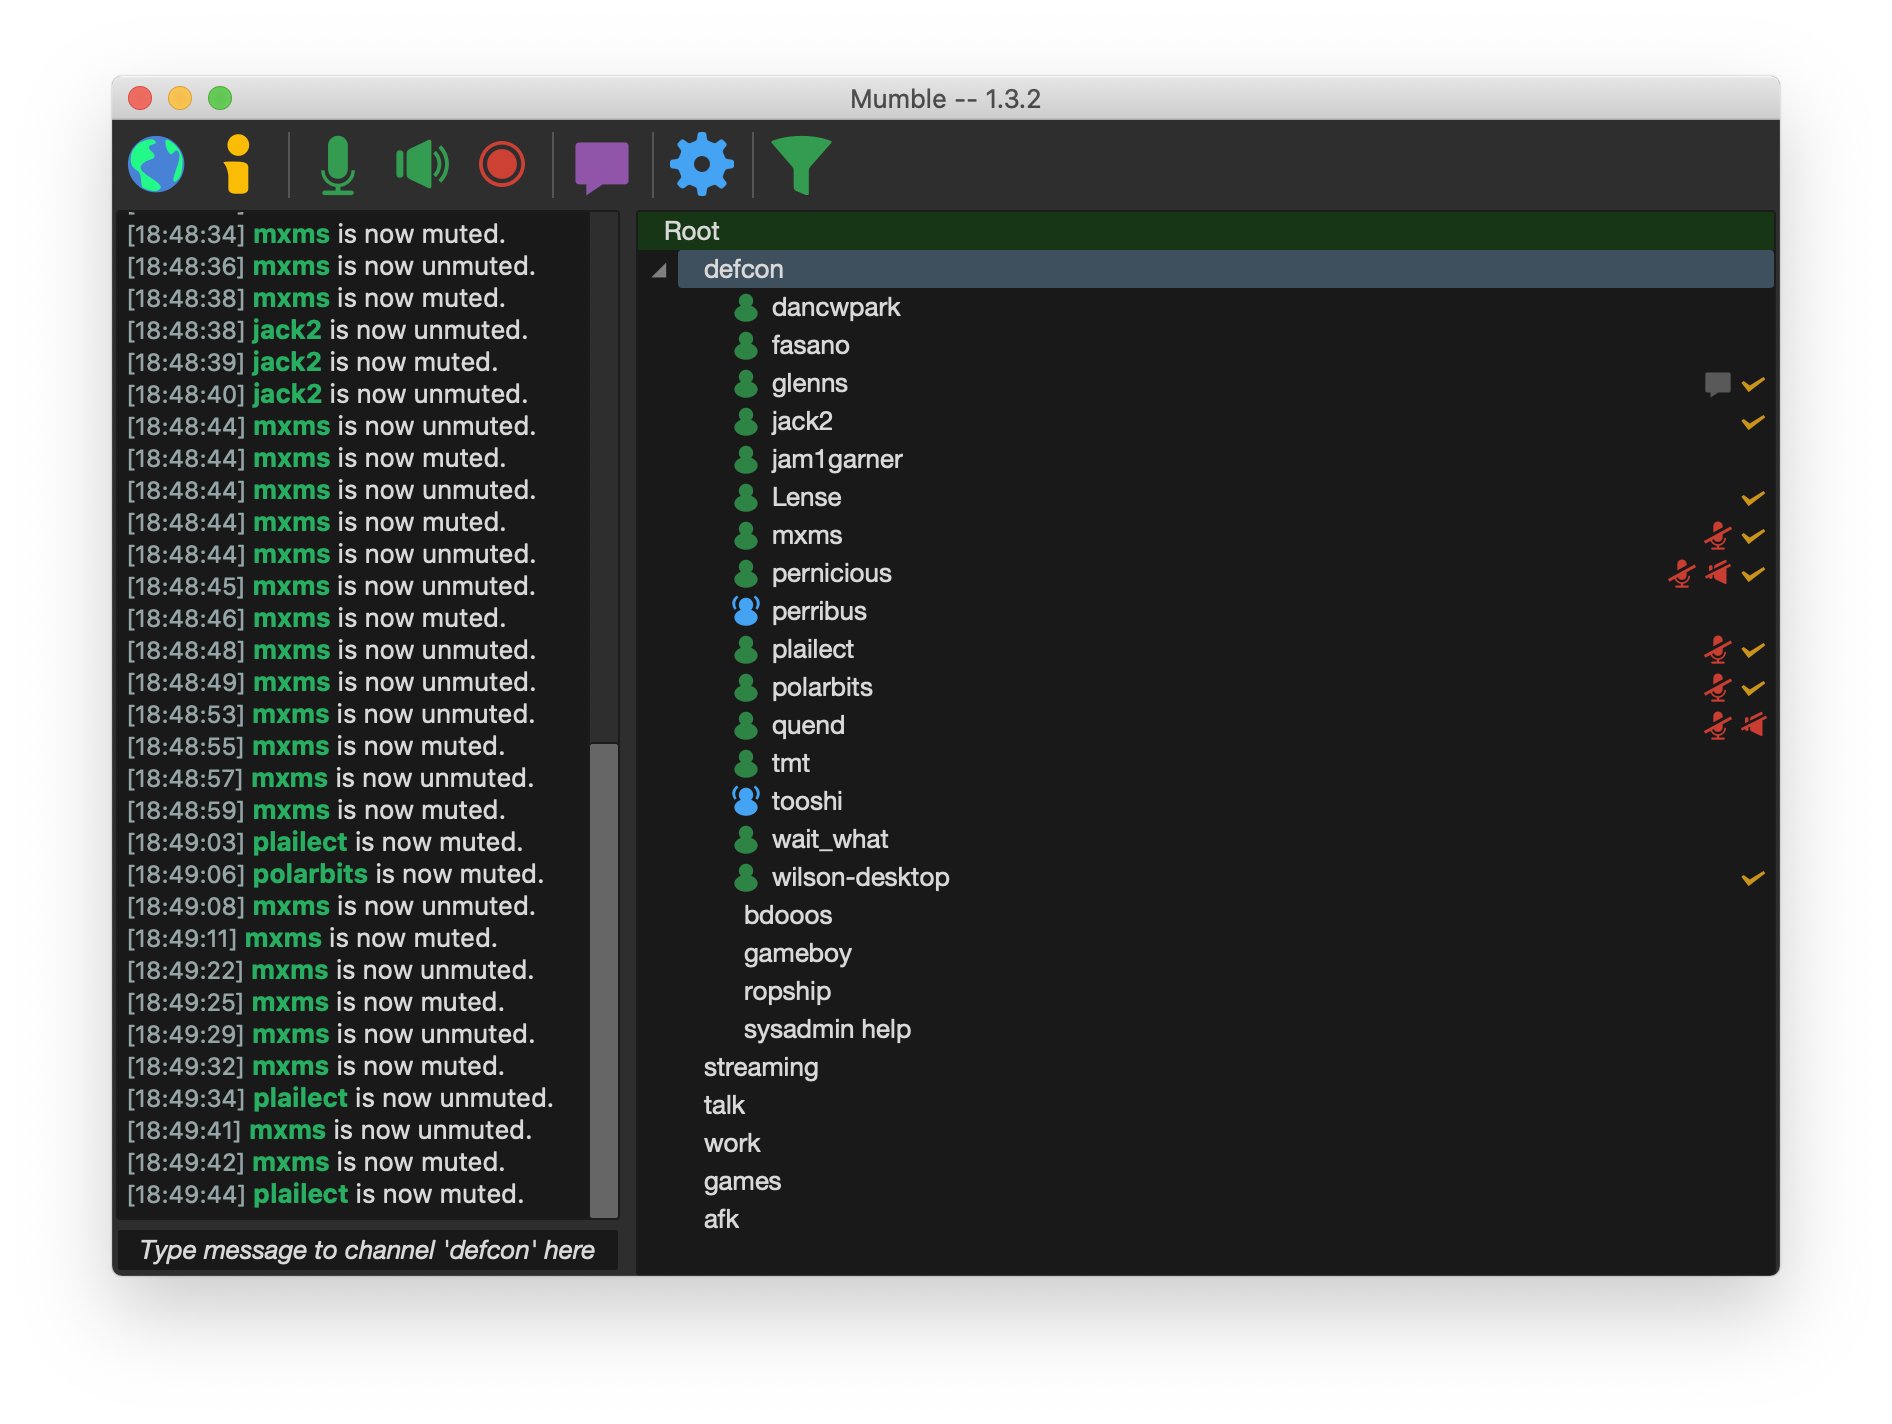 Mumble -- 1.3.2
[18:48:34] mxms is now muted.
[18:48:36] mxms is now unmuted.
[18:48:38] mxms is now muted.
[18:48:38] jack2 is now unmuted.
[18:48:39] jack2 is now muted.
[18:48:40] jack2 is now unmuted.
[18:48:44] mxms is now unmuted.
[18:48:44] mxms is now muted.
[18:48:44] mxms is now unmuted.
[18:48:44] mxms is now muted.
[18:48:44] mxms is now unmuted.
[18:48:45] mxms is now unmuted.
[18:48:46] mxms is now muted.
[18:48:48] mxms is now unmuted.
[18:48:49] mxms is now unmuted.
[18:48:53] mxms is now unmuted.
[18:48:55] mxms is now muted.
[18:48:57] mxms is now unmuted.
[18:48:59] mxms is now muted.
[18:49:03] plailect is now muted.
[18:49:06] polarbits is now muted.
[18:49:08] mxms is now unmuted.
[18:49:11] mxms is now muted.
[18:49:22] mxms is now unmuted.
[18:49:25] mxms is now muted.
[18:49:29] mxms is now unmuted.
[18:49:32] mxms is now muted.
[18:49:34] plailect is now unmuted.
[18:49:41] mxms is now unmuted.
[18:49:42] mxms is now muted.
[18:49:44] plailect is now muted.
Type message to channel 'defcon' here
Root
defcon
dancwpark
fasano
glenns
jack2
jam1garner
Lense
mxms
pernicious
perribus
plailect
polarbits
quend
tmt
tooshi
wait_what
wilson-desktop
bdooos
gameboy
ropship
sysadmin help
streaming
talk
work
games
afk